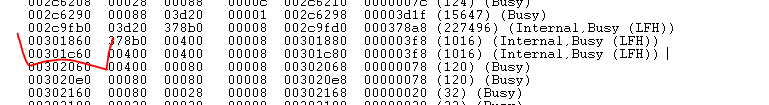 002c6208 00028 00088 0000c 002c6210 0000007c (124) (Busy)
002c6290 00088 03d20 00001 002c6298 00003d1f (15647) (Busy)
002c9fb0 03d20 378b0 00008 002c9fd0 000378a8 (227496) (Internal,Busy (LFH))
00301860 378b0 00400 00008 00301880 000003f8 (1016) (Internal,Busy (LFH))
00301c60 00400 00400 00008 00301c80 000003f8 (1016) (Internal,Busy (LFH))
00302060 00400 00080 00008 00302068 00000078 (120) (Busy)
003020e0 00080 00080 00008 003020e8 00000078 (120) (Busy)
00302160 00080 00028 00008 00302168 00000020 (32) (Busy)